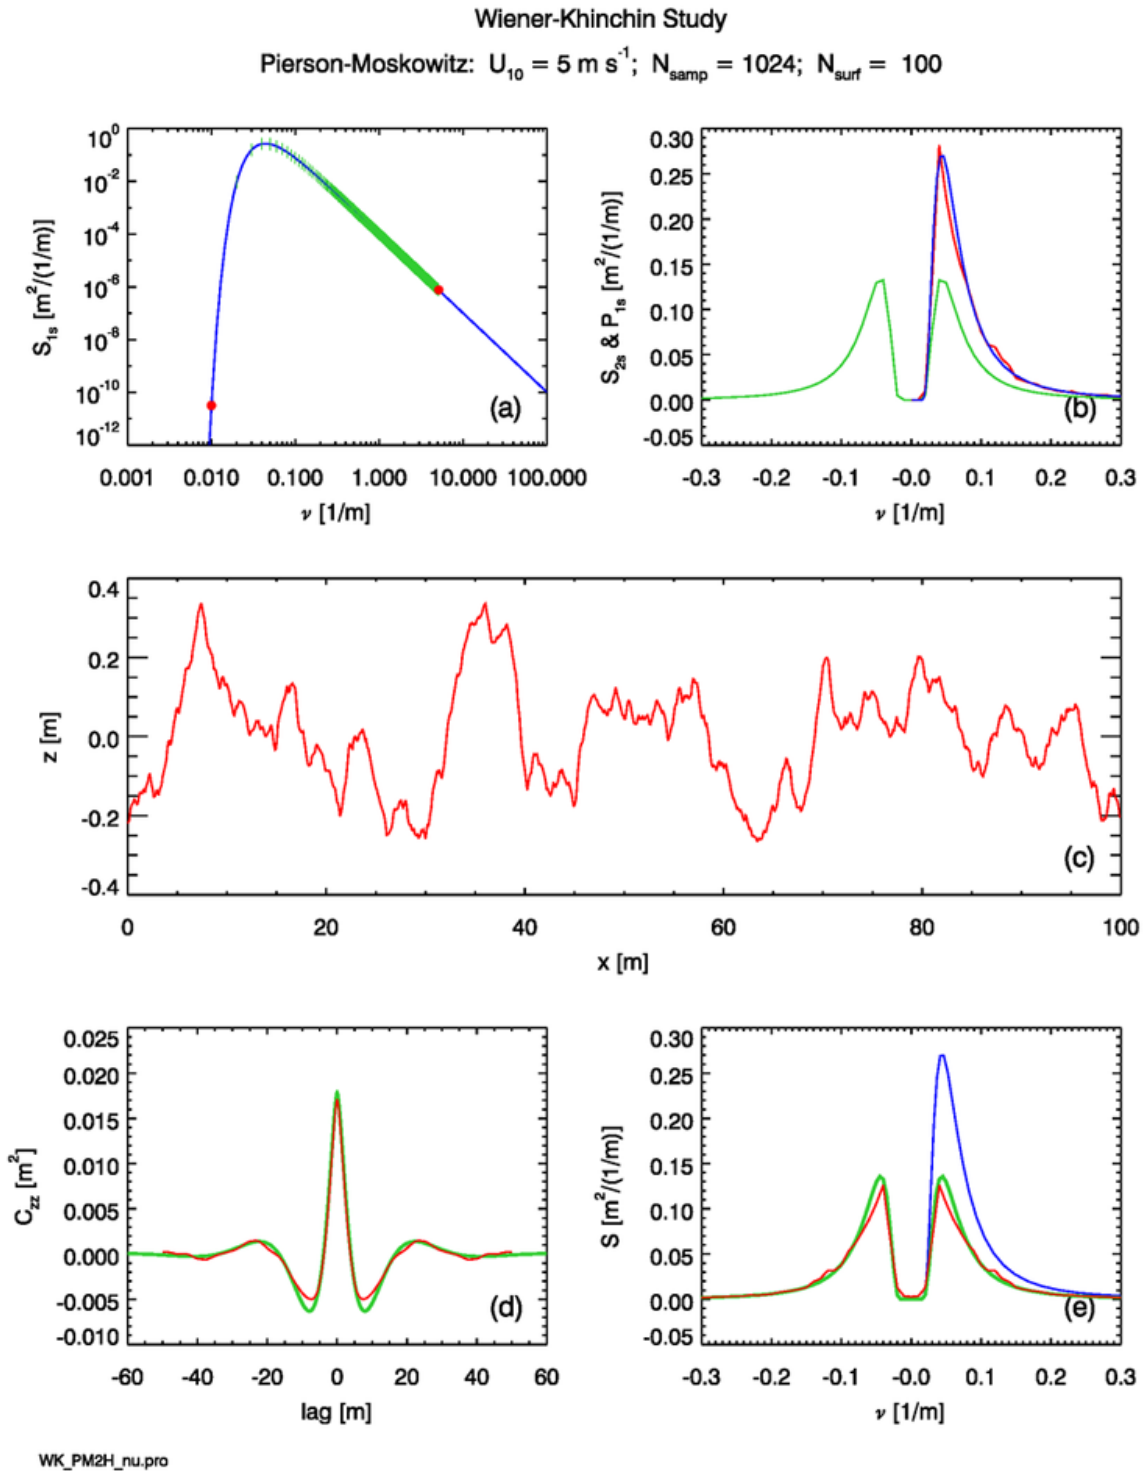 Wiener-Khinchin Study
Pierson-Moskowitz: U10 = 5 m s-1; Nsamp = 1024; Nsurf = 100
S1s [m2/(1/m)]
10^0
10^-2
10^-4
10^-6
10^-8
10^-10
10^-12
(a)
0.001 0.010 0.100 1.000 10.000 100.000
ν [1/m]
S2s & P1s [m2/(1/m)]
0.30
0.25
0.20
0.15
0.10
0.05
0.00
-0.05
(b)
-0.3 -0.2 -0.1 -0.0 0.1 0.2 0.3
ν [1/m]
z [m]
0.4
0.2
0.0
-0.2
-0.4
(c)
0 20 40 60 80 100
x [m]
Czz [m2]
0.025
0.020
0.015
0.010
0.005
0.000
-0.005
-0.010
(d)
-60 -40 -20 0 20 40 60
lag [m]
S [m2/(1/m)]
0.30
0.25
0.20
0.15
0.10
0.05
0.00
-0.05
(e)
-0.3 -0.2 -0.1 -0.0 0.1 0.2 0.3
ν [1/m]
WK_PM2H_nu.pro